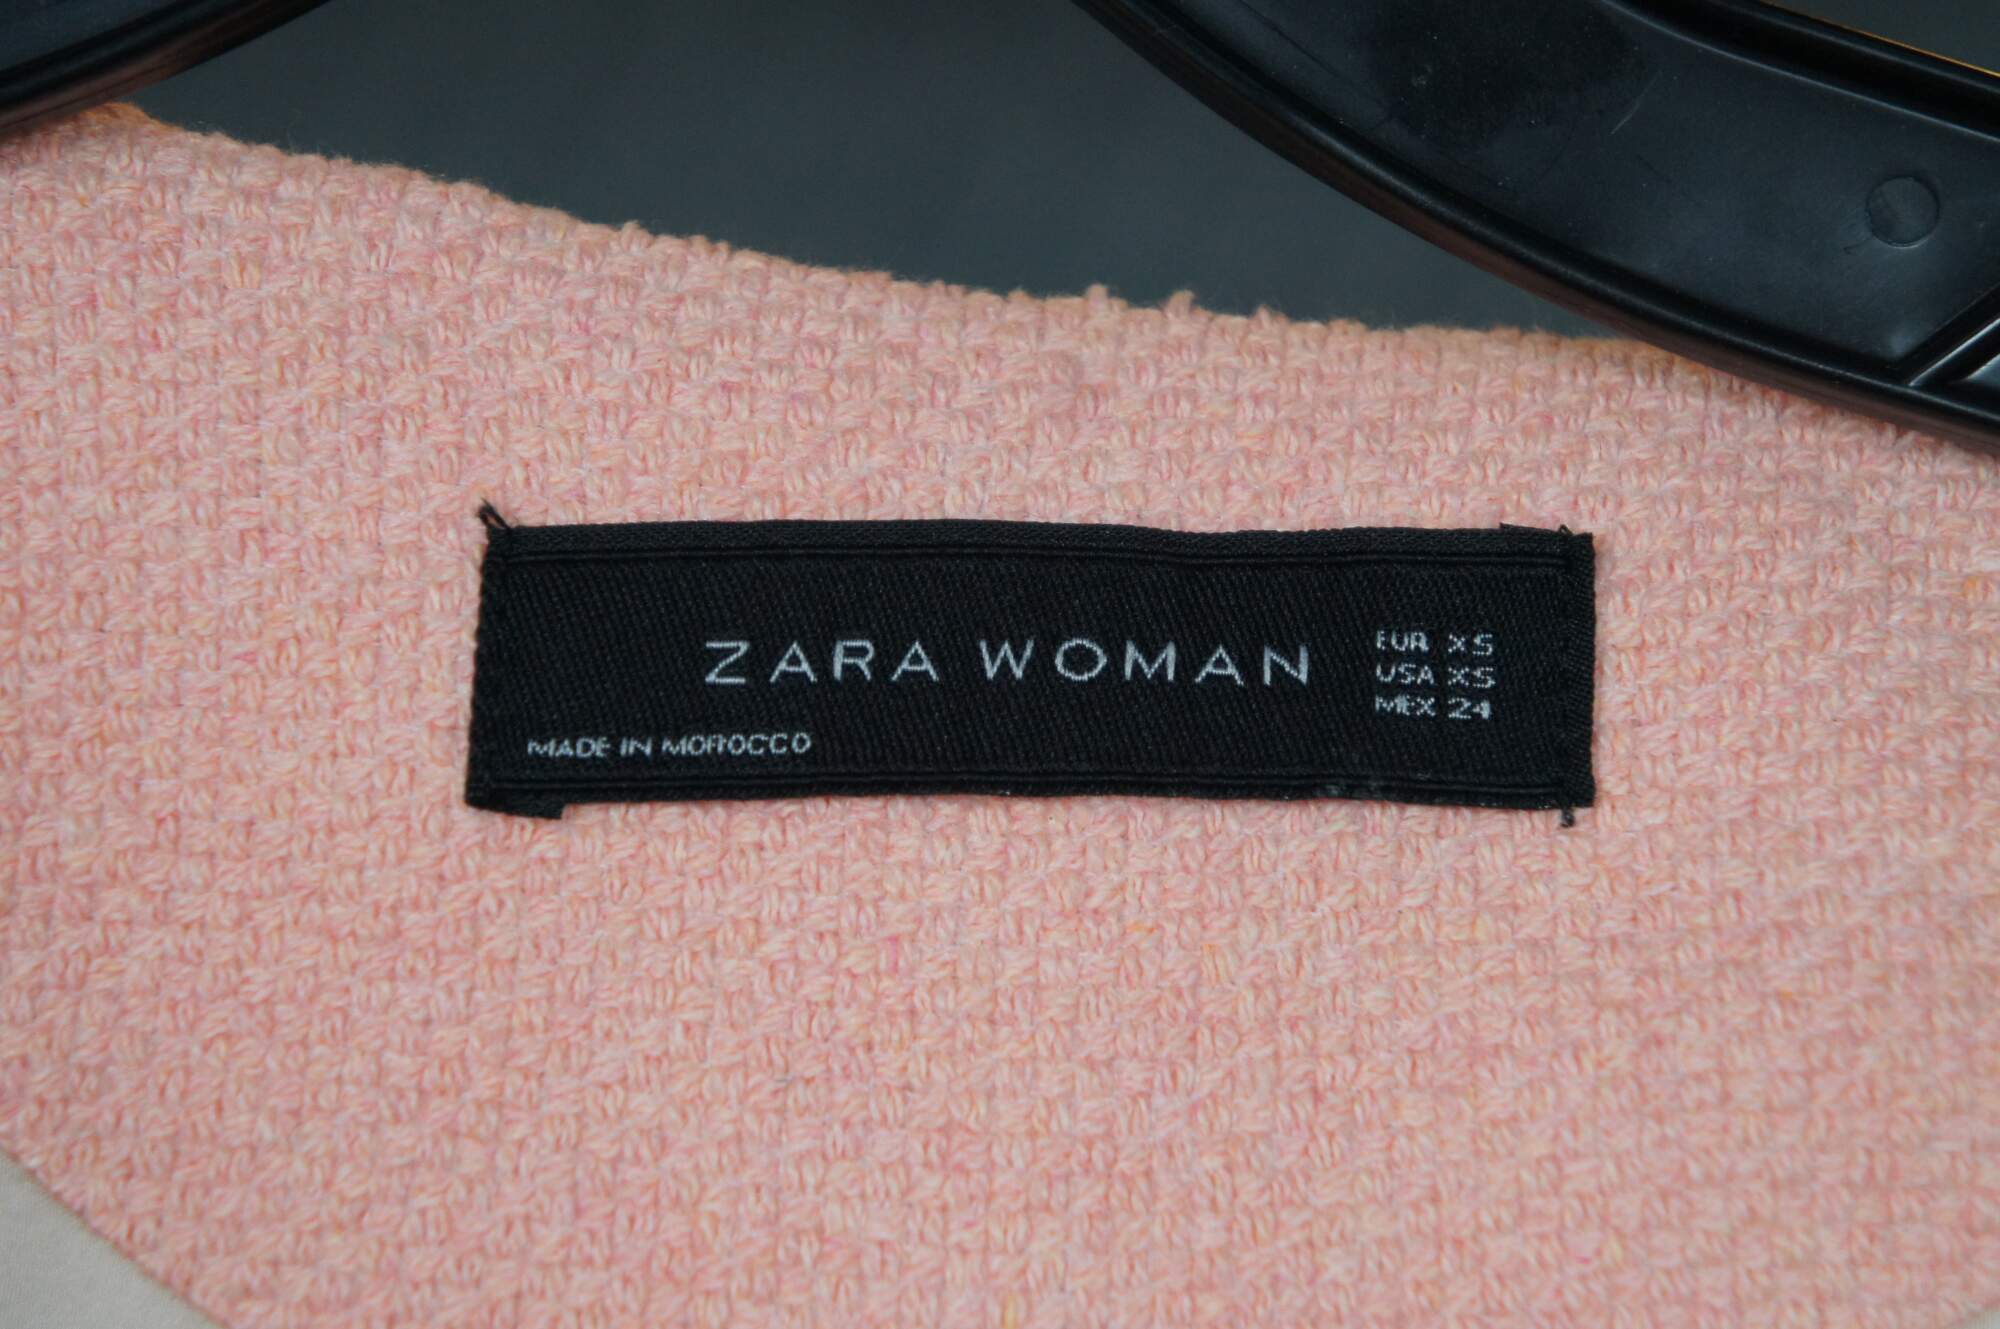 ZARA WOMAN
EUR XS
USA XS
MEX 24
MADE IN MOROCCO